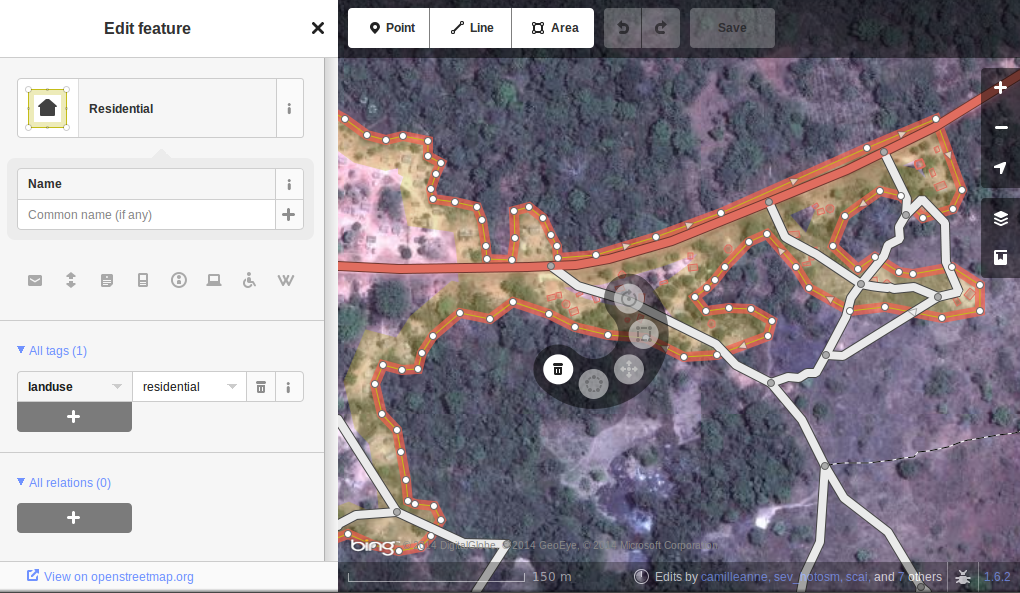 Edit feature
Point
Line
Area
Save
Residential
Name
Common name (if any)
All tags (1)
landuse
residential
All relations (0)
View on openstreetmap.org
bing
DigitalGlobe, ©2014 GeoEye, © 2014 Microsoft Corporation
150 m
Edits by camilleanne, sev_hotosm, scai, and 7 others
1.6.2